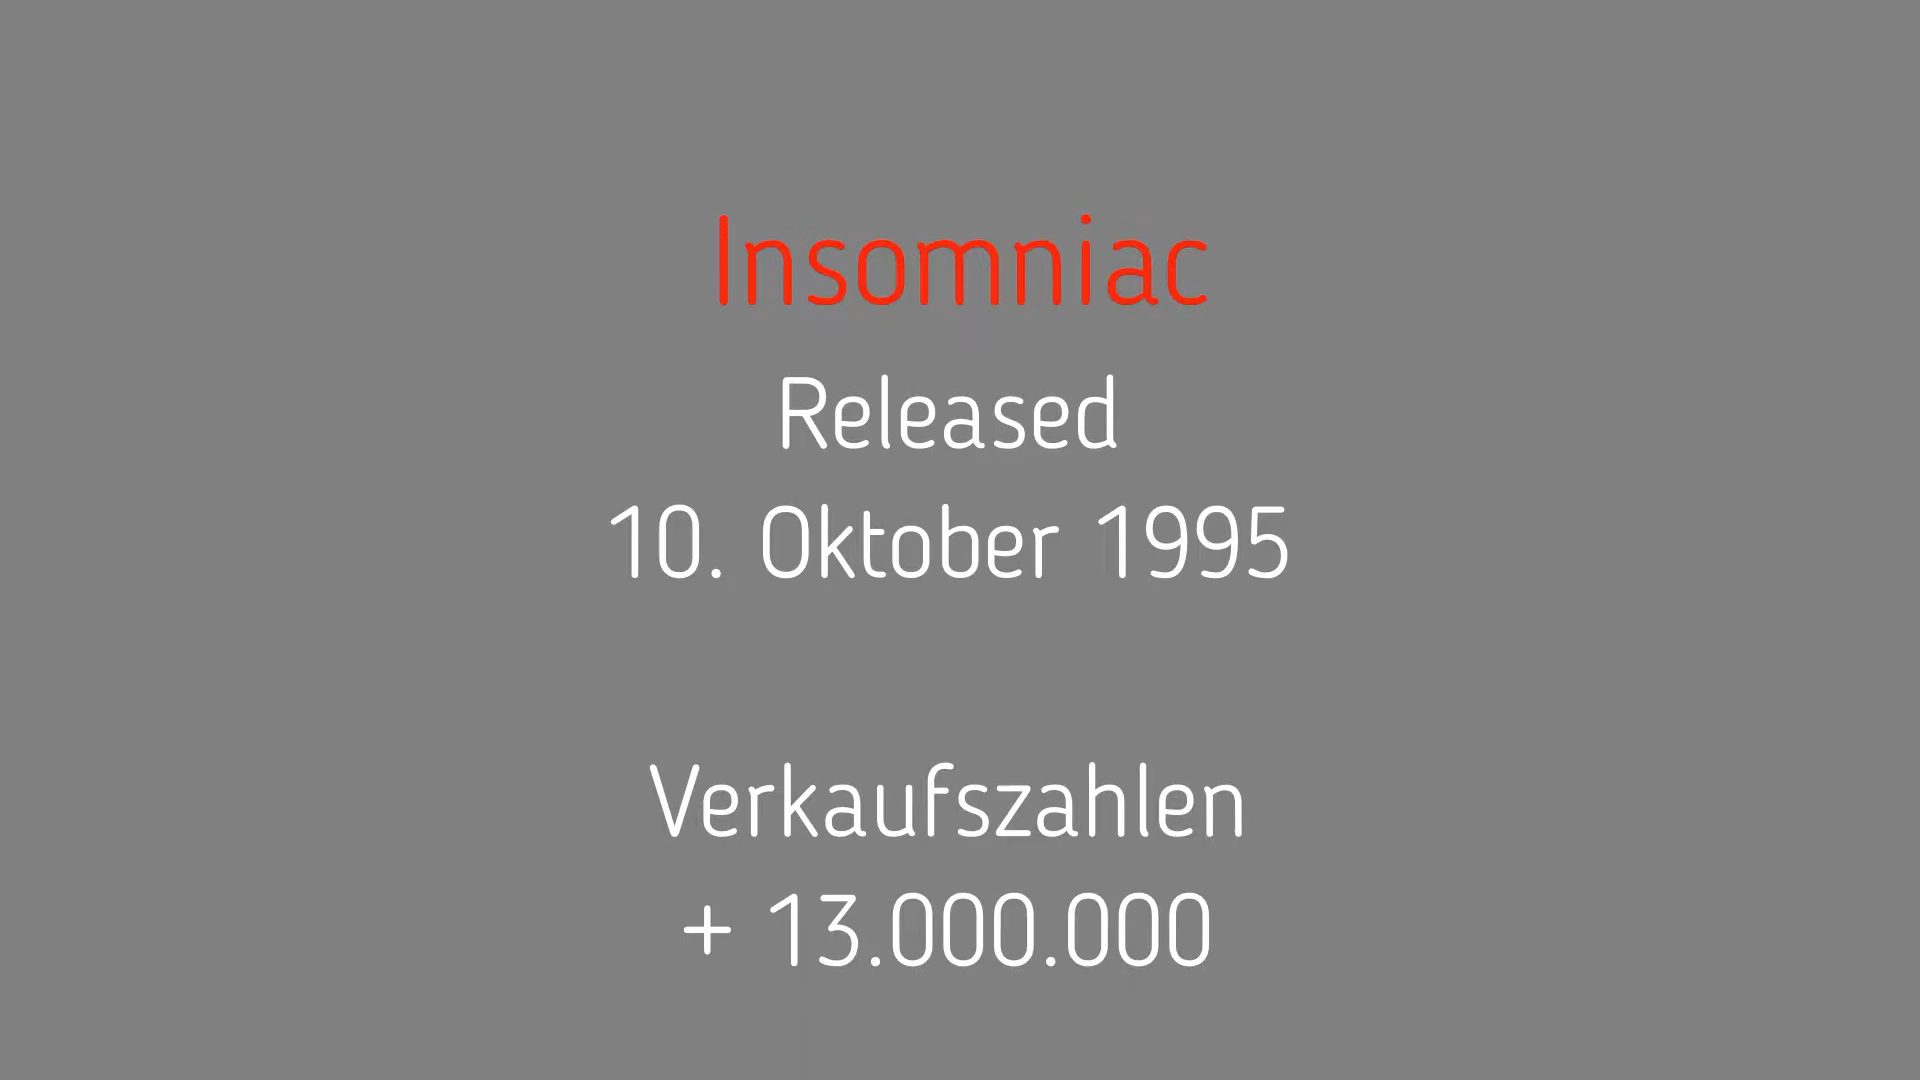 Insomniac
Released
10. Oktober 1995
Verkaufszahlen
+ 13.000.000